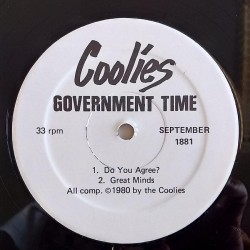 Coolies
GOVERNMENT TIME
33 rpm
SEPTEMBER
1881
1. Do You Agree?
2. Great Minds
All comp. ©1980 by the Coolies